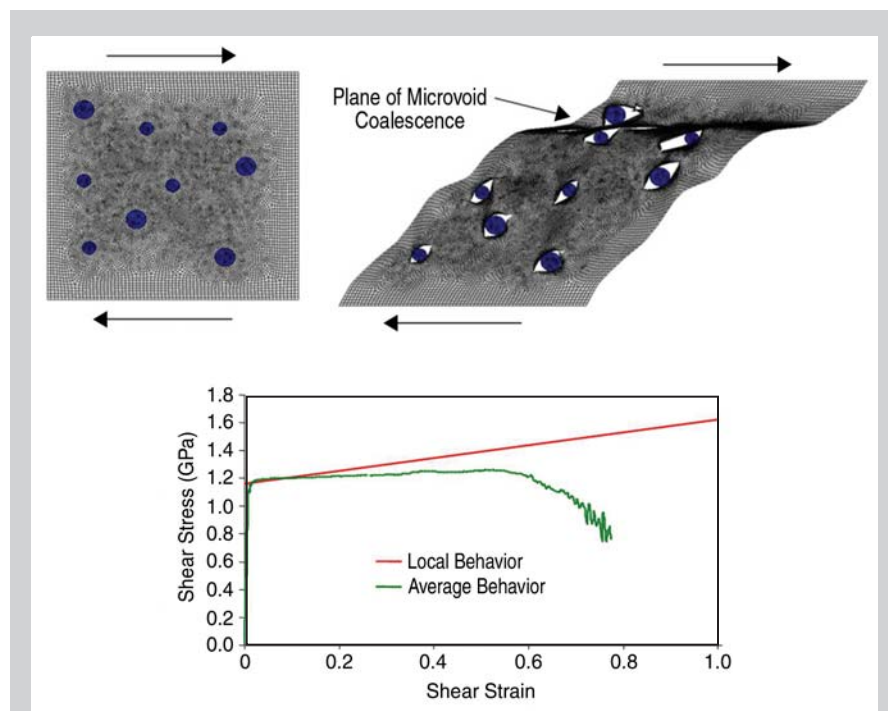 Plane of Microvoid
Coalescence
Shear Stress (GPa)
1.8
1.6
1.4
1.2
1.0
0.8
0.6
0.4
0.2
0.0
Local Behavior
Average Behavior
0 0.2 0.4 0.6 0.8 1.0
Shear Strain